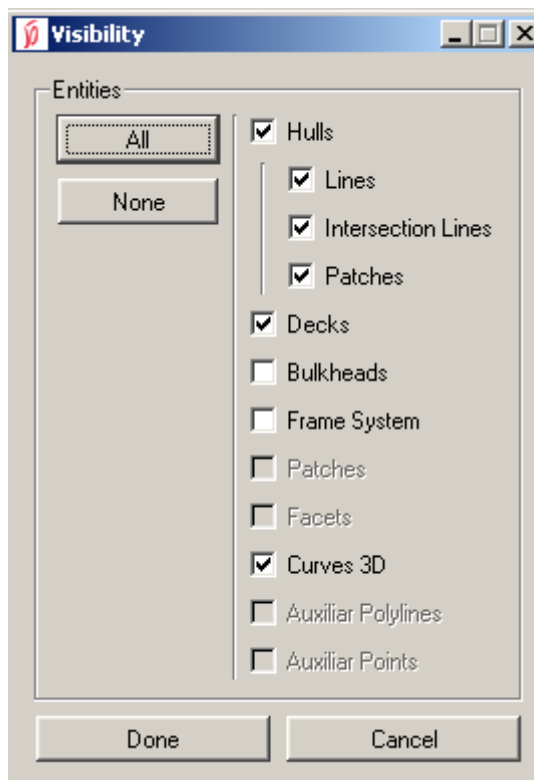 Visibility
Entities
All
None
Hulls
Lines
Intersection Lines
Patches
Decks
Bulkheads
Frame System
Patches
Facets
Curves 3D
Auxiliar Polylines
Auxiliar Points
Done
Cancel